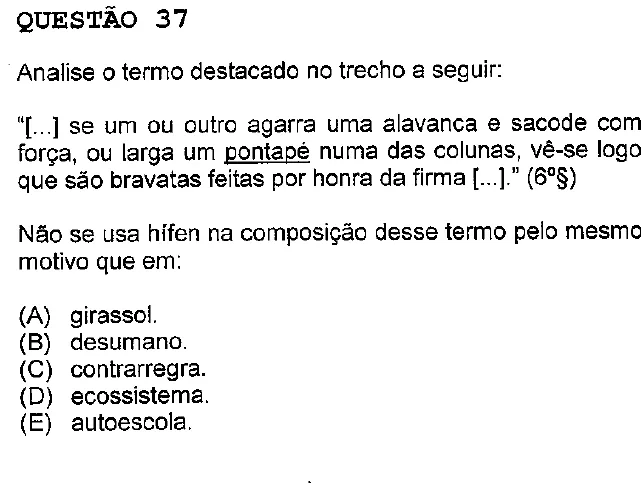 QUESTÃO 37
Analise o termo destacado no trecho a seguir:
"[...] se um ou outro agarra uma alavanca e sacode com
força, ou larga um pontapé numa das colunas, vê-se logo
que são bravatas feitas por honra da firma [...]." (6º§)
Não se usa hífen na composição desse termo pelo mesmo
motivo que em:
(A) girassol.
(B) desumano.
(C) contrarregra.
(D) ecossistema.
(E) autoescola.